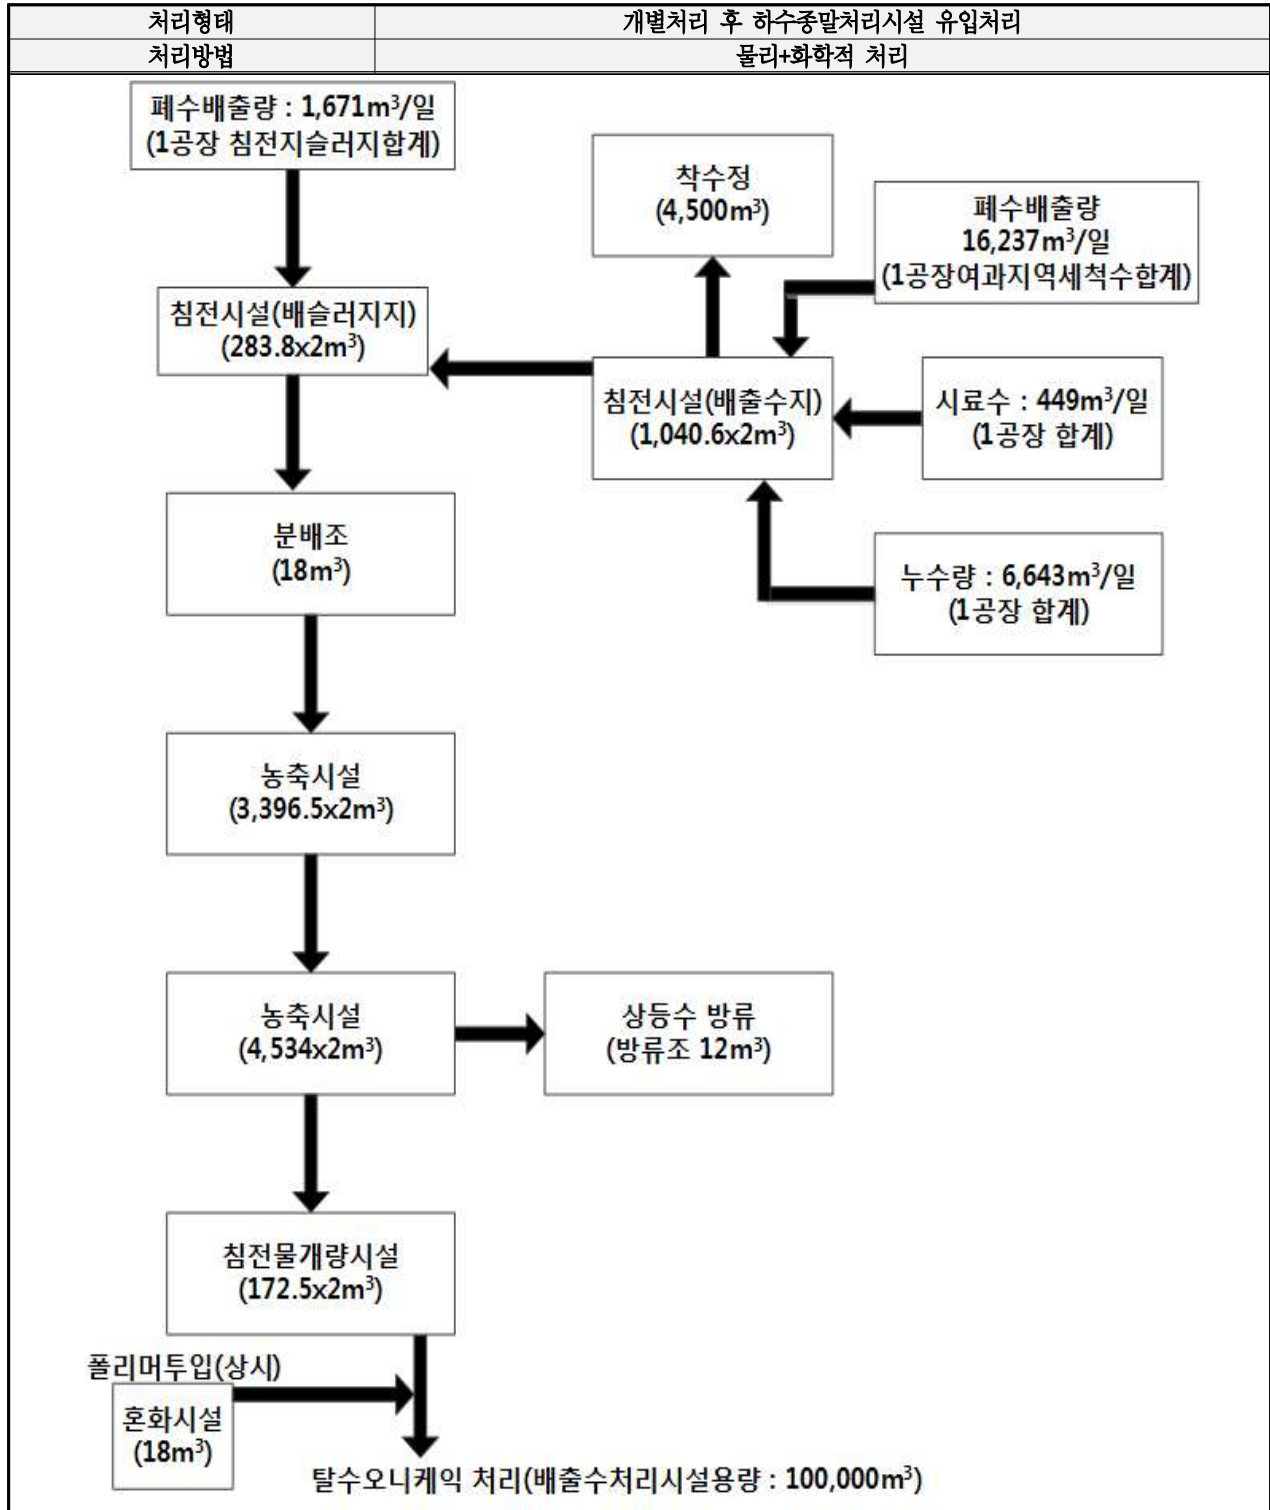 처리형태 개별처리 후 하수종말처리시설 유입처리
처리방법 물리+화학적 처리
폐수배출량 : 1,671m³/일
(1공장 침전지슬러지합계)
착수정
(4,500m³)
폐수배출량
16,237m³/일
(1공장여과지역세척수합계)
침전시설(배슬러지지)
(283.8x2m³)
침전시설(배출수지)
(1,040.6x2m³)
시료수 : 449m³/일
(1공장 합계)
분배조
(18m³)
누수량 : 6,643m³/일
(1공장 합계)
농축시설
(3,396.5x2m³)
농축시설
(4,534x2m³)
상등수 방류
(방류조 12m³)
침전물개량시설
(172.5x2m³)
폴리머투입(상시)
혼화시설
(18m³)
탈수오니케익 처리(배출수처리시설용량 : 100,000m³)